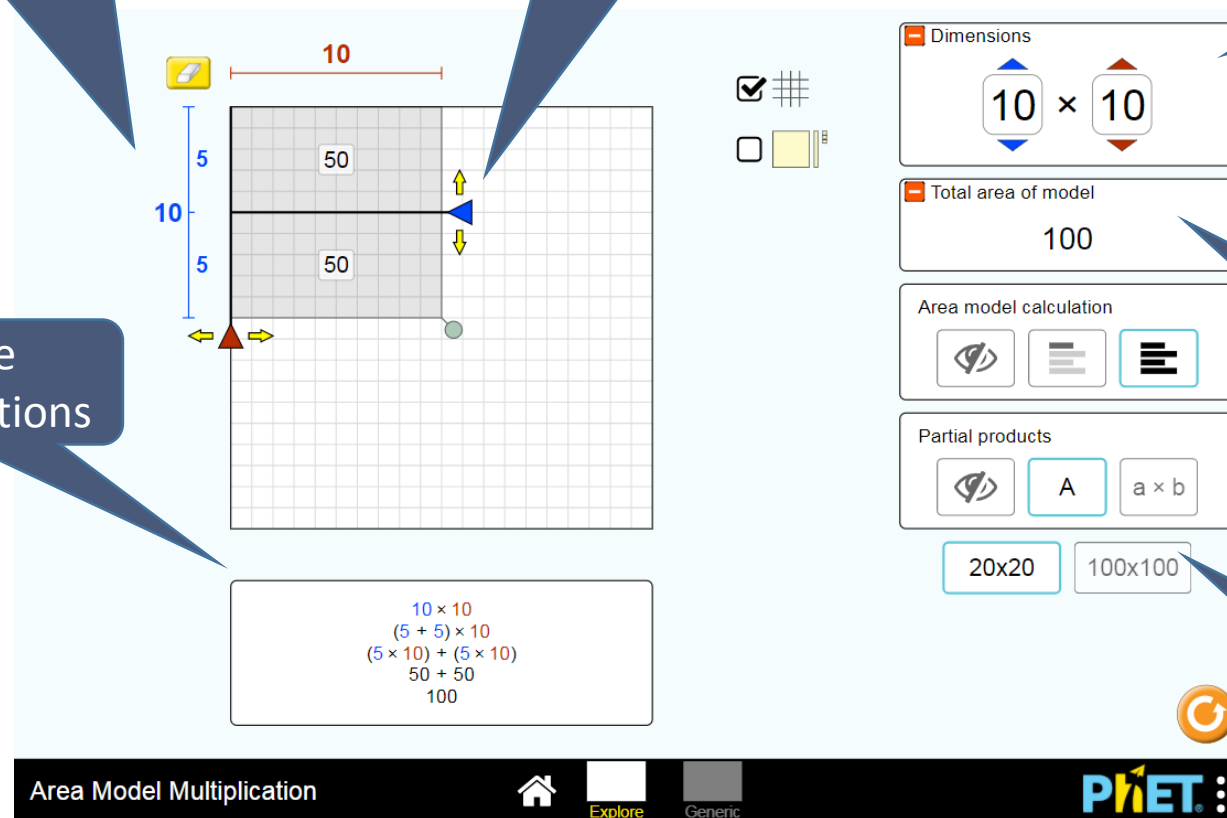 10
Dimensions
10 × 10
5
50
10
Total area of model
100
5
50
Area model calculation
tions
Partial products
A
a × b
20x20
100x100
10 × 10
(5 + 5) × 10
(5 × 10) + (5 × 10)
50 + 50
100
Area Model Multiplication
Explore
Generic
PhET